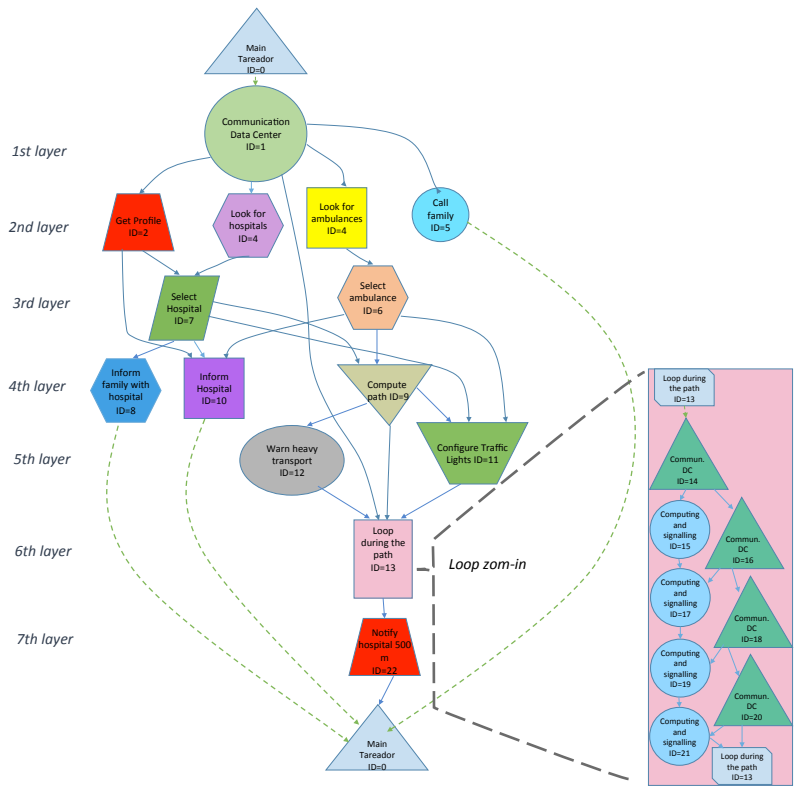 Main
Tareador
ID=0
Communication
Data Center
ID=1
1st layer
Get Profile
ID=2
Look for
hospitals
ID=4
Look for
ambulances
ID=4
Call
family
ID=5
2nd layer
Select
Hospital
ID=7
Select
ambulance
ID=6
3rd layer
Inform
family with
hospital
ID=8
Inform
Hospital
ID=10
Compute
path ID=9
4th layer
Warn heavy
transport
ID=12
Configure Traffic
Lights ID=11
5th layer
Loop
during the
path
ID=13
6th layer
Loop zom-in
Notify
hospital 500
m
ID=22
7th layer
Main
Tareador
ID=0
Loop during
the path
ID=13
Commun.
DC
ID=14
Computing
and
signalling
ID=15
Commun.
DC
ID=16
Computing
and
signalling
ID=17
Commun.
DC
ID=18
Computing
and
signalling
ID=19
Commun.
DC
ID=20
Computing
and
signalling
ID=21
Loop during
the path
ID=13